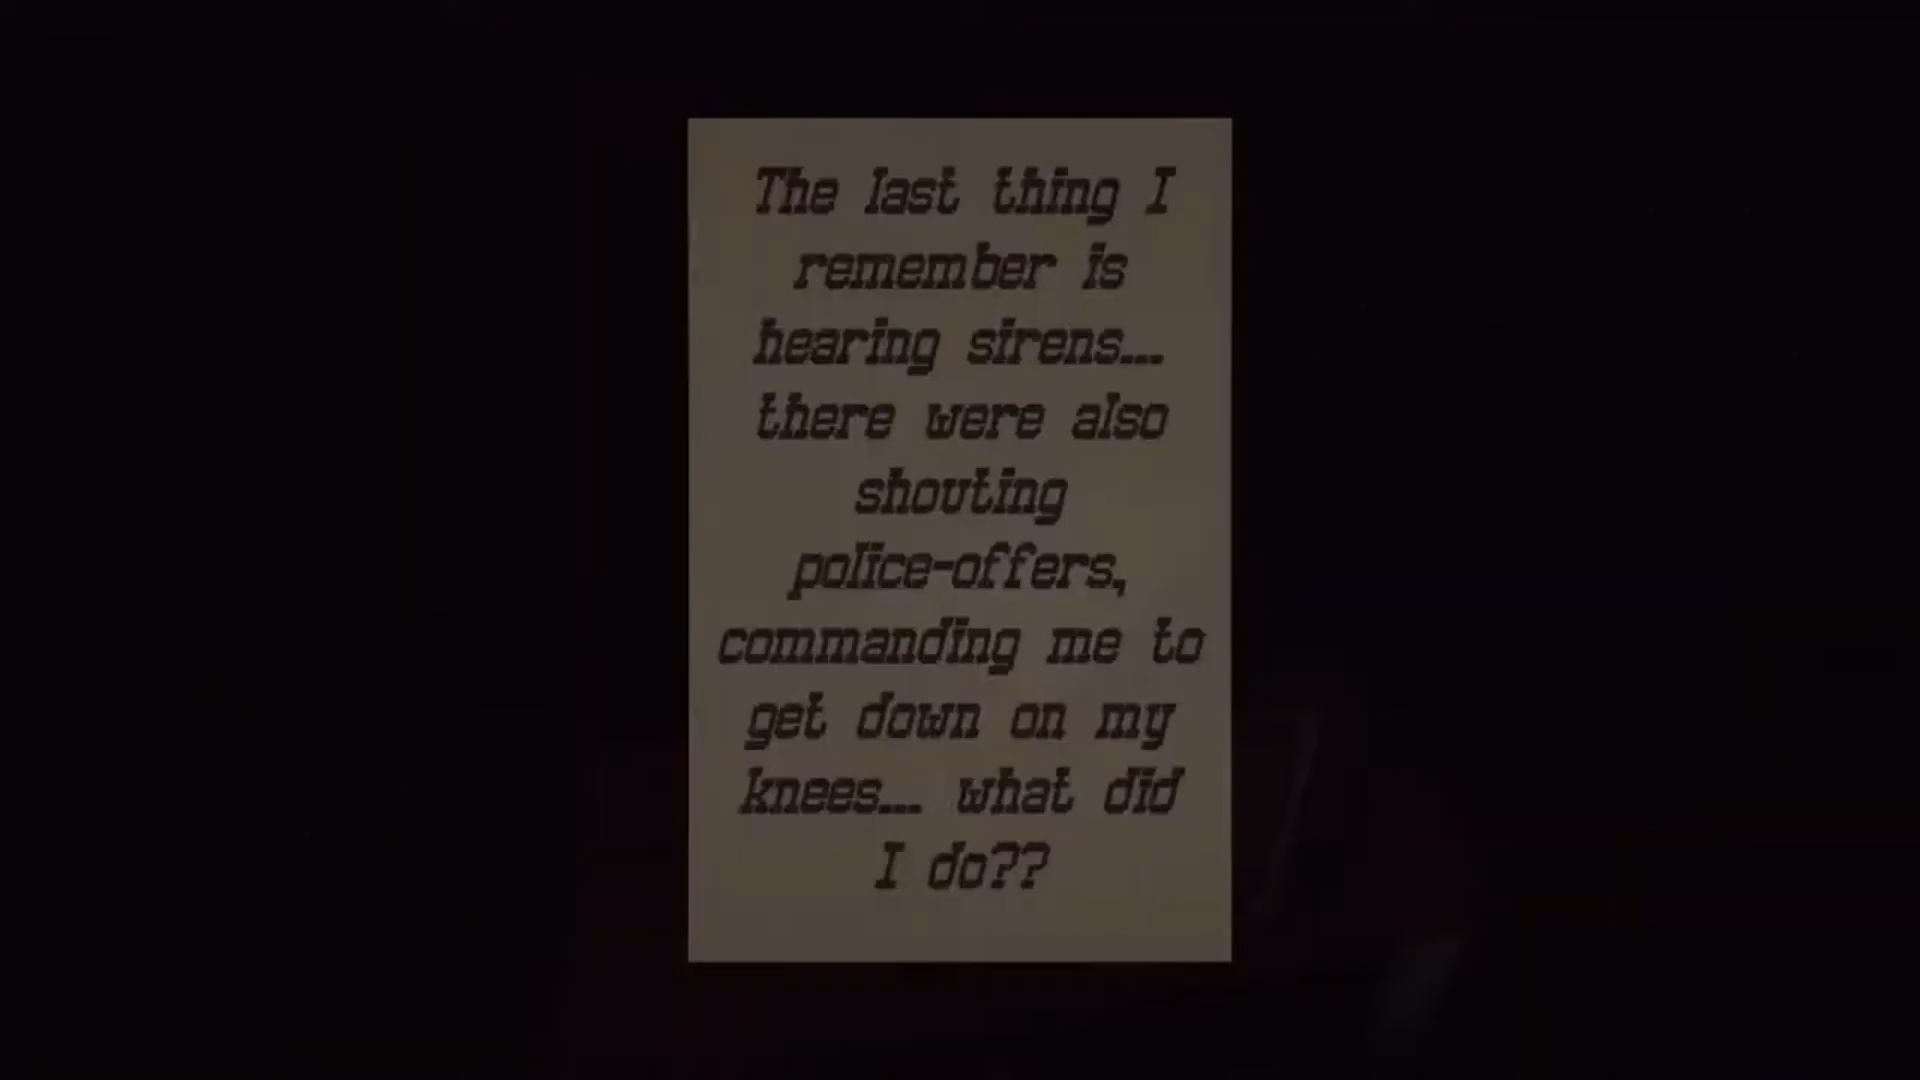 The last thing I
remember is
hearing sirens...
there were also
shouting
police-offers,
commanding me to
get down on my
knees... what did
I do??